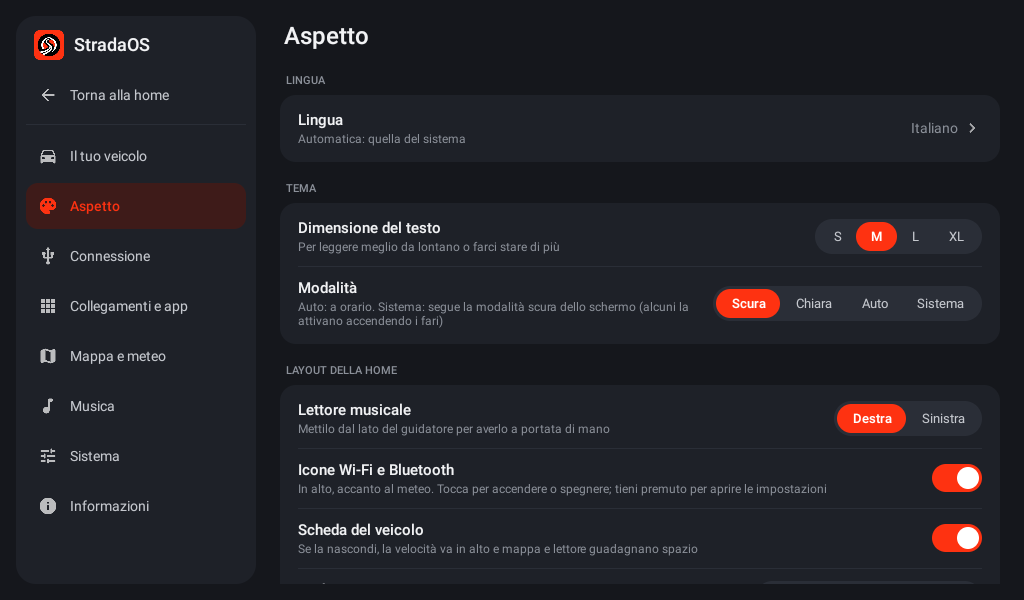 StradaOS
Torna alla home
Il tuo veicolo
Aspetto
Connessione
Collegamenti e app
Mappa e meteo
Musica
Sistema
Informazioni
Aspetto
LINGUA
Lingua
Automatica: quella del sistema
Italiano
TEMA
Dimensione del testo
Per leggere meglio da lontano o farci stare di più
S M L XL
Modalità
Auto: a orario. Sistema: segue la modalità scura dello schermo (alcuni la
attivano accendendo i fari)
Scura Chiara Auto Sistema
LAYOUT DELLA HOME
Lettore musicale
Mettilo dal lato del guidatore per averlo a portata di mano
Destra Sinistra
Icone Wi-Fi e Bluetooth
In alto, accanto al meteo. Tocca per accendere o spegnere; tieni premuto per aprire le impostazioni
Scheda del veicolo
Se la nascondi, la velocità va in alto e mappa e lettore guadagnano spazio